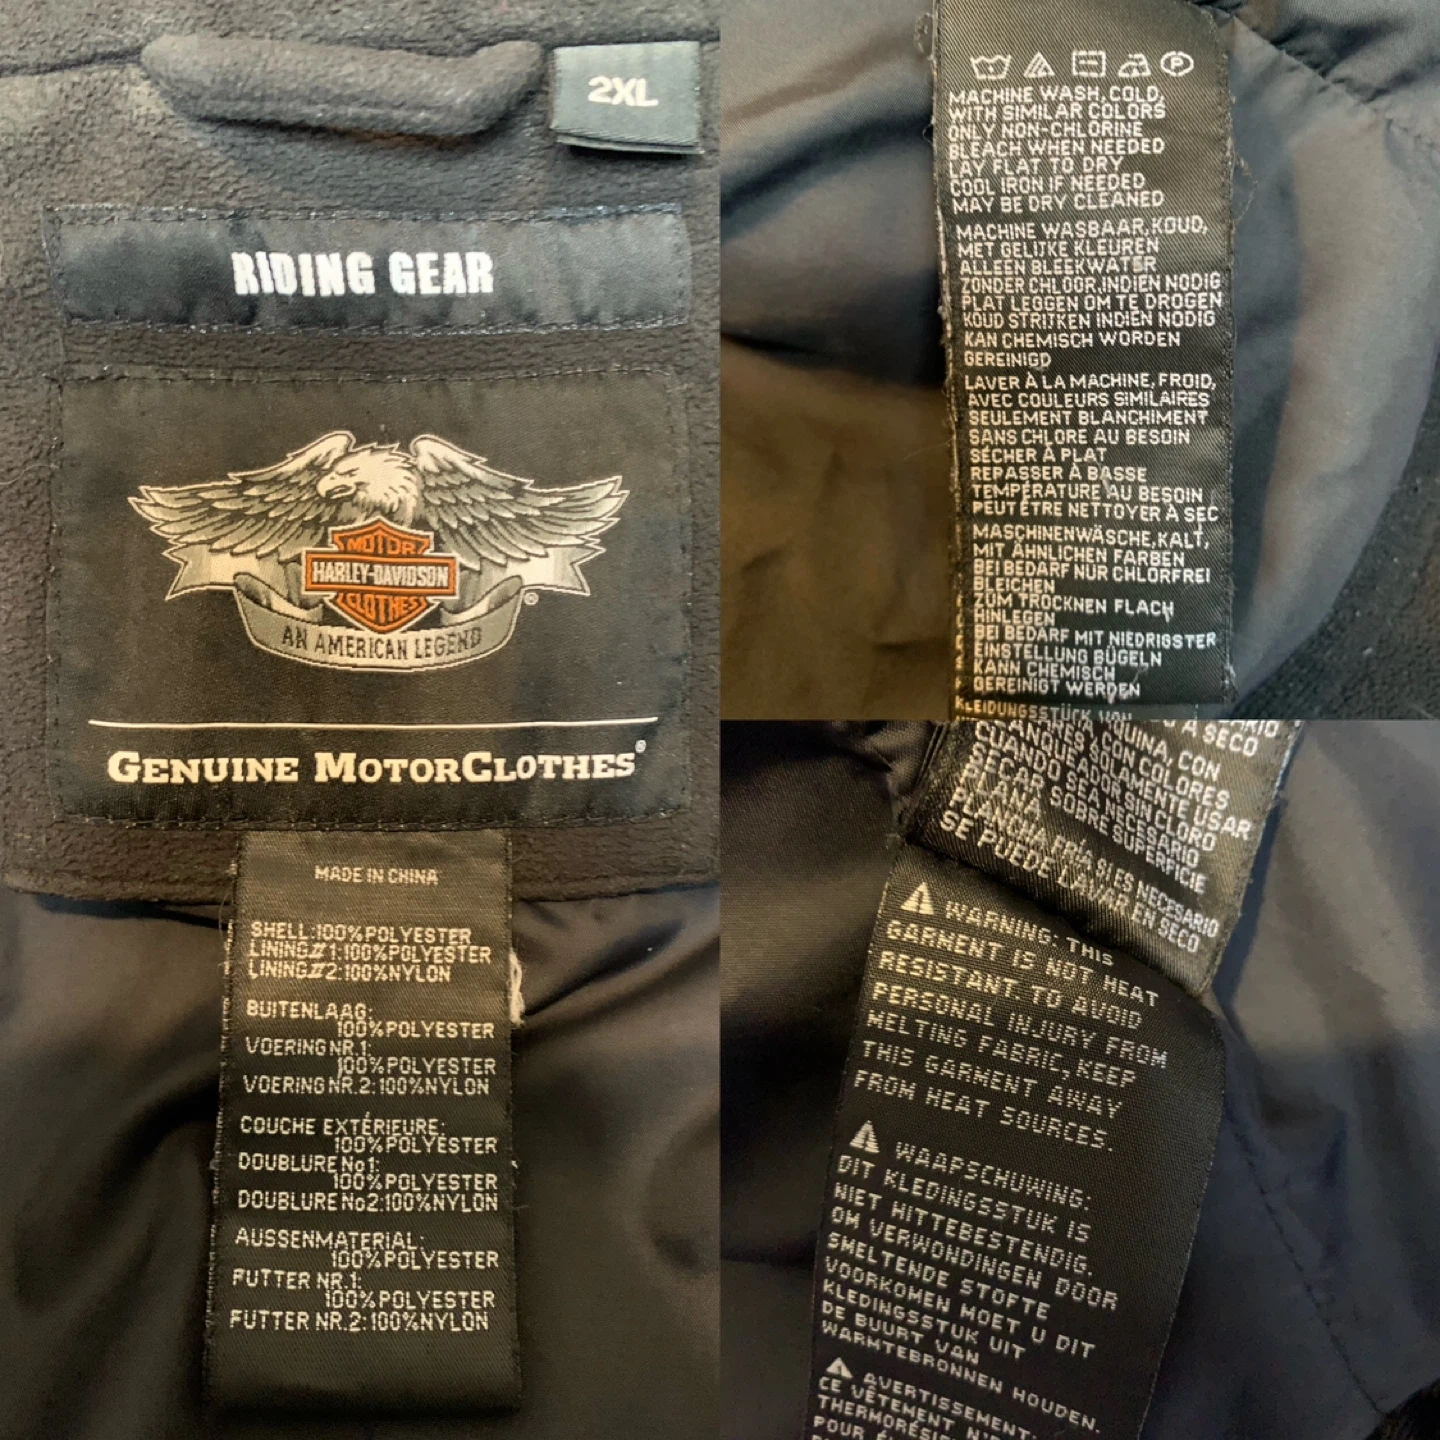 2XL
RIDING GEAR
MOTOR
HARLEY-DAVIDSON
CLOTHES
®
AN AMERICAN LEGEND
GENUINE MOTORCLOTHES®
MADE IN CHINA
SHELL:100%POLYESTER
LINING#1:100%POLYESTER
LINING#2:100%NYLON
BUITENLAAG:
100%POLYESTER
VOERING NR.1:
100%POLYESTER
VOERING NR.2:100%NYLON
COUCHE EXTÉRIEURE:
100%POLYESTER
DOUBLURE No1:
100%POLYESTER
DOUBLURE No2:100%NYLON
AUSSENMATERIAL:
100%POLYESTER
FUTTER NR.1:
100%POLYESTER
FUTTER NR.2:100%NYLON
P
MACHINE WASH, COLD,
WITH SIMILAR COLORS
ONLY NON-CHLORINE
BLEACH WHEN NEEDED
LAY FLAT TO DRY
COOL IRON IF NEEDED
MAY BE DRY CLEANED
MACHINE WASBAAR, KOUD,
MET GELIJKE KLEUREN
ALLEEN BLEEKWATER
ZONDER CHLOOR, INDIEN NODIG
PLAT LEGGEN OM TE DROGEN
KOUD STRIJKEN INDIEN NODIG
KAN CHEMISCH WORDEN
GEREINIGD
LAVER À LA MACHINE, FROID,
AVEC COULEURS SIMILAIRES
SEULEMENT BLANCHIMENT
SANS CHLORE AU BESOIN
SÉCHER À PLAT
REPASSER À BASSE
TEMPÉRATURE AU BESOIN
PEUT ÊTRE NETTOYER À SEC
MASCHINENWÄSCHE, KALT,
MIT ÄHNLICHEN FARBEN
BEI BEDARF NUR CHLORFREI
BLEICHEN
ZUM TROCKNEN FLACH
HINLEGEN
BEI BEDARF MIT NIEDRIGSTER
EINSTELLUNG BÜGELN
KANN CHEMISCH
GEREINIGT WERDEN
KLEIDUNGSSTÜCK
A SECO
CON COLORES
CUANDO SEA NECESARIO
SECAR SOBRE SUPERFICIE
PLANA
PLANCHA FRÍA SI ES NECESARIO
SE PUEDE LAVAR EN SECO
WARNING: THIS
GARMENT IS NOT HEAT
RESISTANT. TO AVOID
PERSONAL INJURY FROM
MELTING FABRIC, KEEP
THIS GARMENT AWAY
FROM HEAT SOURCES.
WAAPSCHUWING:
DIT KLEDINGSSTUK IS
NIET HITTEBESTENDIG.
OM VERWONDINGEN DOOR
SMELTENDE STOFTE
VOORKOMEN MOET U DIT
KLEDINGSSTUK UIT
DE BUURT VAN
WARMTEBRONNEN HOUDEN.
AVERTISSEMENT:
CE VÊTEMENT
POUR